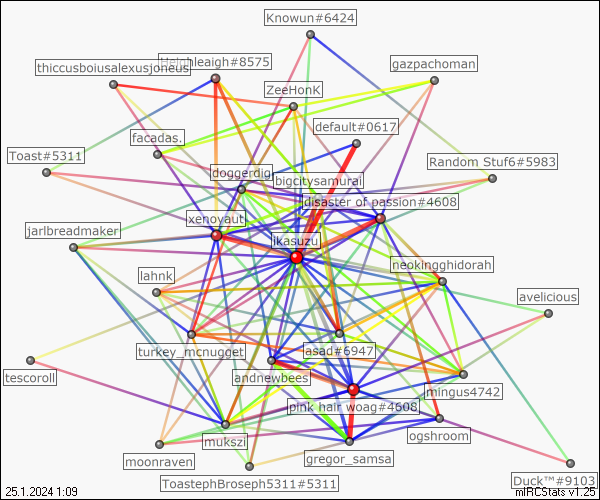 Knowun#6424
Heighleigh#8575
thiccusboiusalexusjoneus
gazpachoman
ZeeHonK
default#0617
facadas.
Toast#5311
Random Stuf6#5983
doggerdig
bigcitysamurai
disaster of passion#4608
xenoyaut
jarlbreadmaker
ikasuzu
neokingghidorah
lahnk
avelicious
turkey_mcnugget
asad#6947
tescoroll
andnewbees
mingus4742
pink hair woag#4608
mukszi
ogshroom
moonraven
gregor_samsa
ToastephBroseph5311#5311
Duck™#9103
25.1.2024 1:09
mIRCStats v1.25